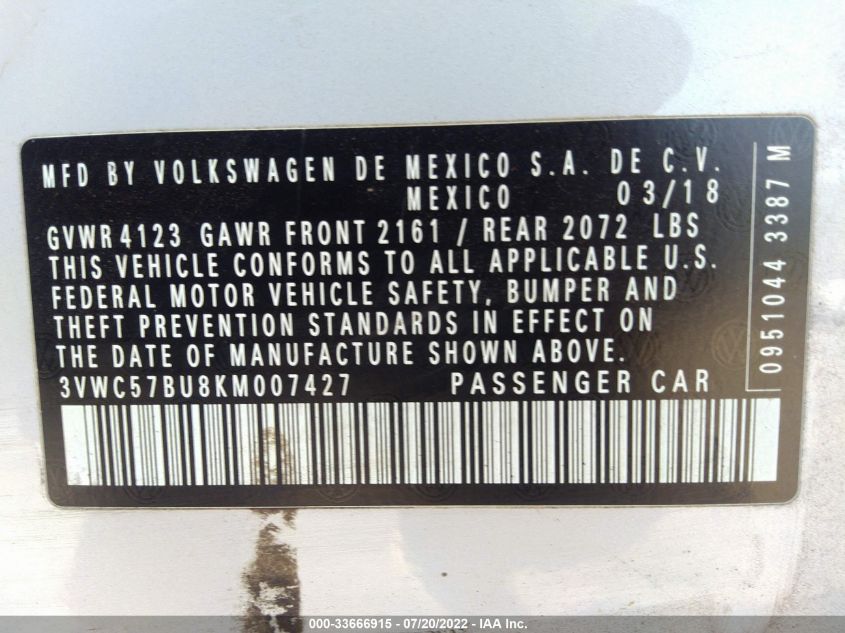 MFD BY VOLKSWAGEN DE MEXICO S.A. DE C.V.
MEXICO 03/18
GVWR 4123 GAWR FRONT 2161 / REAR 2072 LBS
THIS VEHICLE CONFORMS TO ALL APPLICABLE U.S.
FEDERAL MOTOR VEHICLE SAFETY, BUMPER AND
THEFT PREVENTION STANDARDS IN EFFECT ON
THE DATE OF MANUFACTURE SHOWN ABOVE.
3VWC57BU8KM007427 PASSENGER CAR
0951044 3387 M
000-33666915 - 07/20/2022 - IAA Inc.